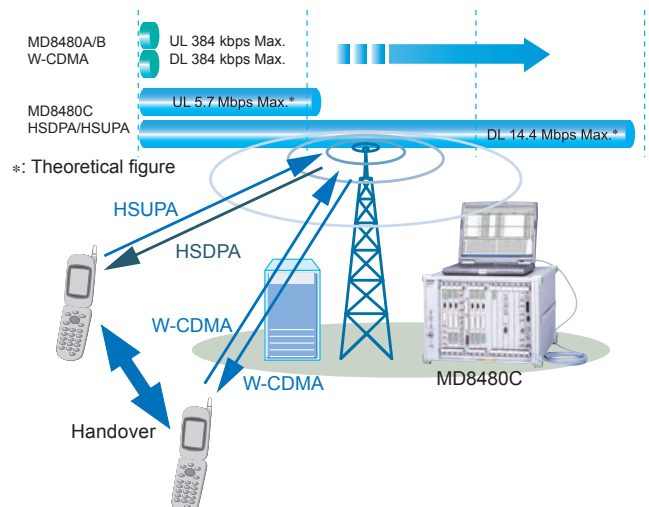 MD8480A/B
W-CDMA
UL 384 kbps Max.
DL 384 kbps Max.
MD8480C
HSDPA/HSUPA
UL 5.7 Mbps Max.*
DL 14.4 Mbps Max.*
*: Theoretical figure
HSUPA
HSDPA
W-CDMA
W-CDMA
MD8480C
Handover